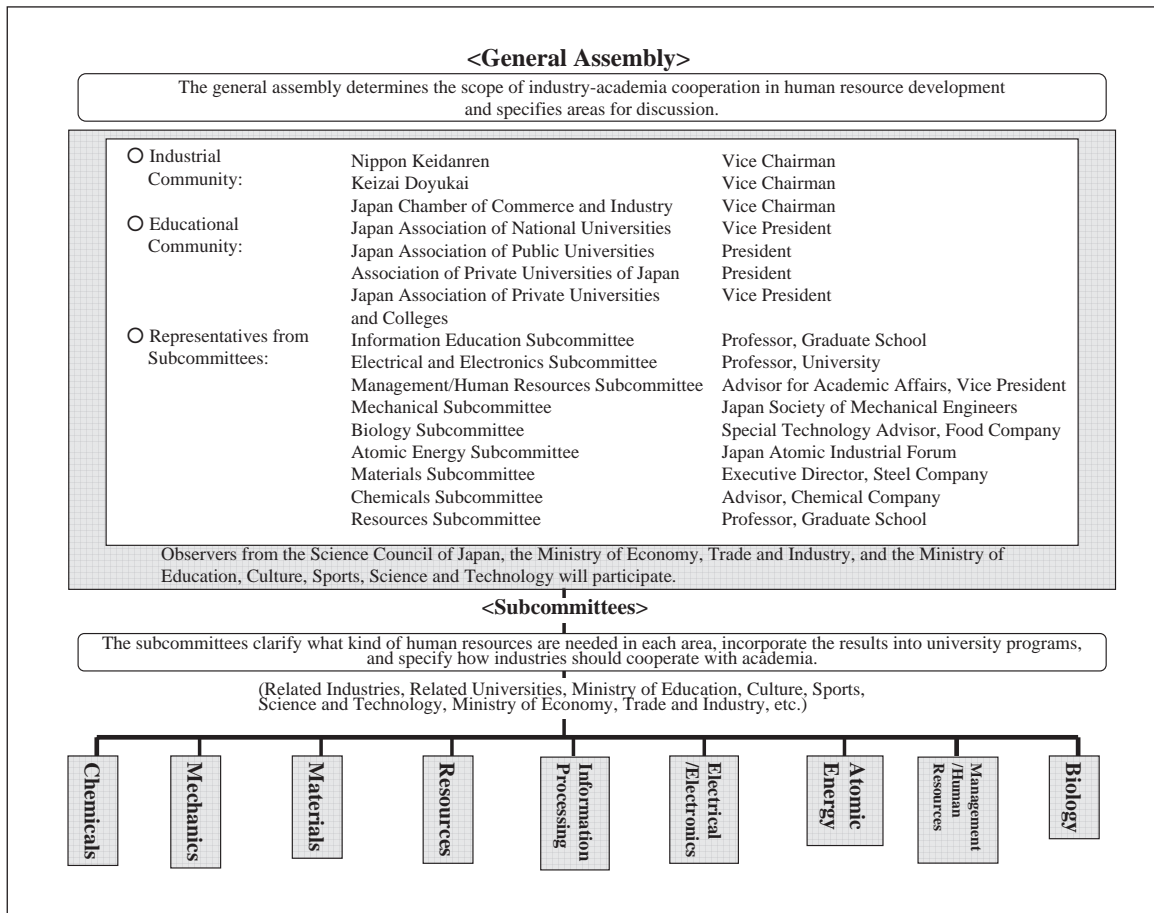 <General Assembly>
The general assembly determines the scope of industry-academia cooperation in human resource development
and specifies areas for discussion.
Industrial
Community:
Nippon Keidanren Vice Chairman
Keizai Doyukai Vice Chairman
Japan Chamber of Commerce and Industry Vice Chairman
Educational
Community:
Japan Association of National Universities Vice President
Japan Association of Public Universities President
Association of Private Universities of Japan President
Japan Association of Private Universities Vice President
and Colleges
Representatives from
Subcommittees:
Information Education Subcommittee Professor, Graduate School
Electrical and Electronics Subcommittee Professor, University
Management/Human Resources Subcommittee Advisor for Academic Affairs, Vice President
Mechanical Subcommittee Japan Society of Mechanical Engineers
Biology Subcommittee Special Technology Advisor, Food Company
Atomic Energy Subcommittee Japan Atomic Industrial Forum
Materials Subcommittee Executive Director, Steel Company
Chemicals Subcommittee Advisor, Chemical Company
Resources Subcommittee Professor, Graduate School
Observers from the Science Council of Japan, the Ministry of Economy, Trade and Industry, and the Ministry of
Education, Culture, Sports, Science and Technology will participate.
<Subcommittees>
The subcommittees clarify what kind of human resources are needed in each area, incorporate the results into university programs,
and specify how industries should cooperate with academia.
(Related Industries, Related Universities, Ministry of Education, Culture, Sports,
Science and Technology, Ministry of Economy, Trade and Industry, etc.)
Chemicals
Mechanics
Materials
Resources
Information
Processing
Electrical
/Electronics
Atomic
Energy
Management
/Human
Resources
Biology